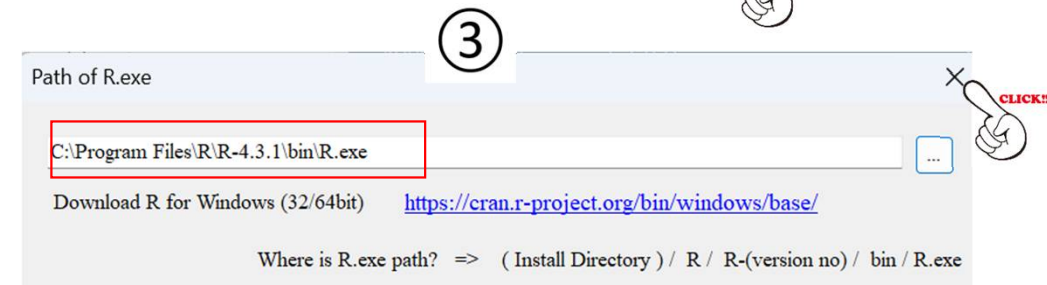 ③
Path of R.exe
CLICK!!
C:\Program Files\R\R-4.3.1\bin\R.exe
...
Download R for Windows (32/64bit) https://cran.r-project.org/bin/windows/base/
Where is R.exe path? => ( Install Directory ) / R / R-(version no) / bin / R.exe